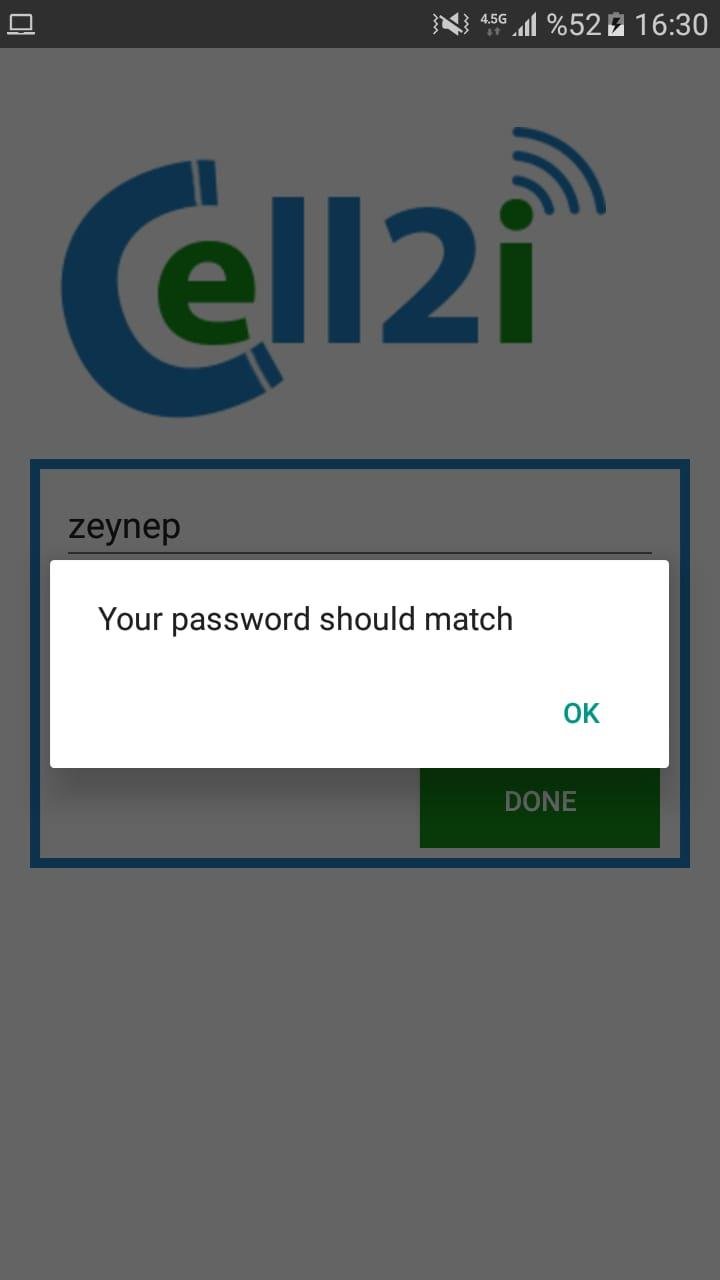 4.5G %52 16:30
Cell2i
zeynep
Your password should match
OK
DONE